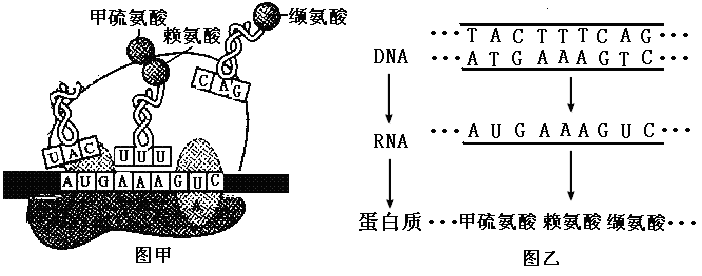 甲硫氨酸
赖氨酸
缬氨酸
CAG
UAC
UUU
AUGAAAGUC
图甲
DNA
···TACTTTCAG···
···ATGAAAGTC···
RNA
···AUGAAAGUC···
蛋白质 ···甲硫氨酸 赖氨酸 缬氨酸···
图乙